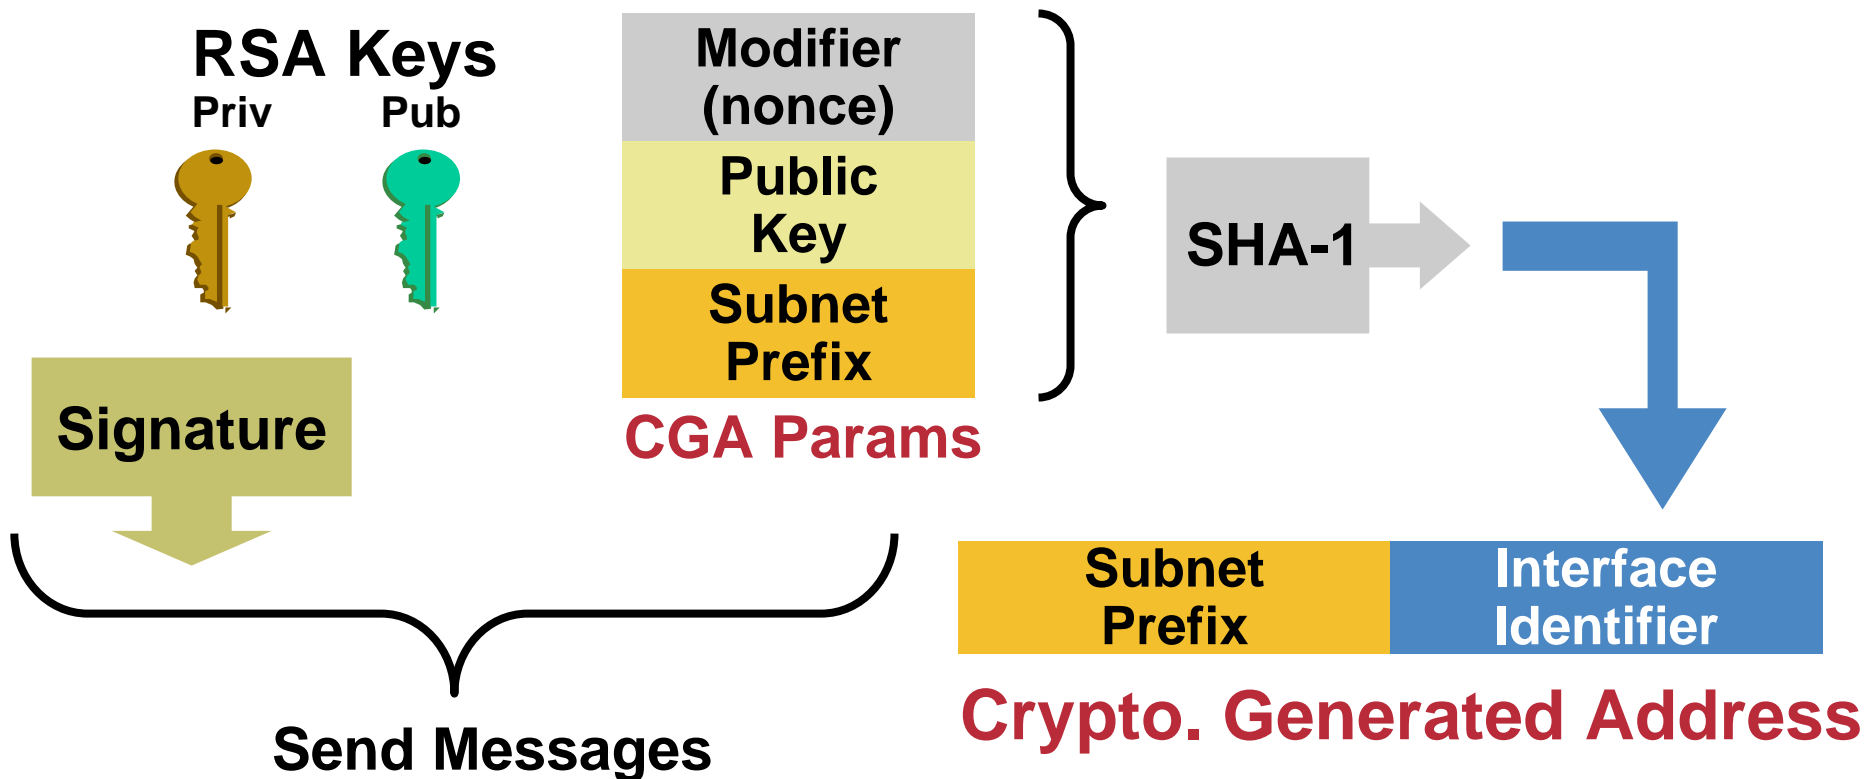 RSA Keys
Priv
Pub
Modifier
(nonce)
Public
Key
Subnet
Prefix
CGA Params
SHA-1
Signature
Subnet
Prefix
Interface
Identifier
Crypto. Generated Address
Send Messages